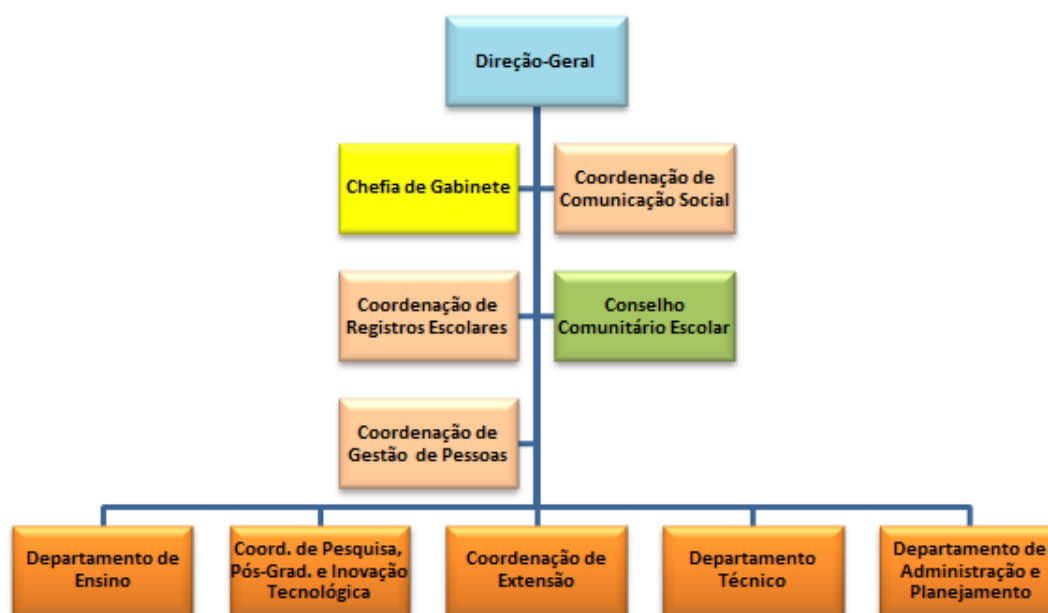 Direção-Geral
Chefia de Gabinete
Coordenação de
Comunicação Social
Coordenação de
Registros Escolares
Conselho
Comunitário Escolar
Coordenação de
Gestão de Pessoas
Departamento de
Ensino
Coord. de Pesquisa,
Pós-Grad. e Inovação
Tecnológica
Coordenação de
Extensão
Departamento
Técnico
Departamento de
Administração e
Planejamento